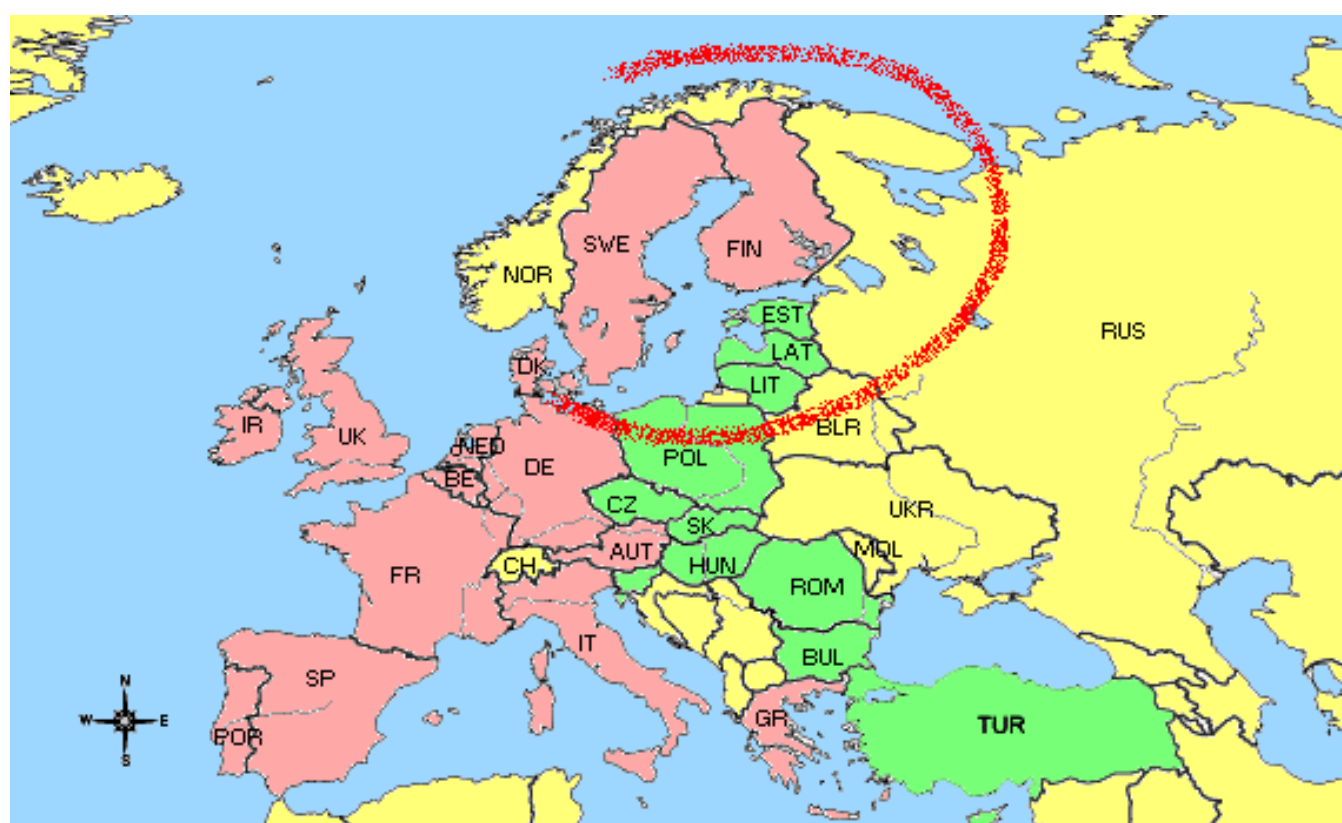 SWE
FIN
NOR
EST
RUS
LAT
DK
LIT
IR
UK
NED
BLR
DE
POL
BE
CZ
UKR
SK
AUT
MOL
CH
HUN
FR
ROM
IT
BUL
SP
N
W
E
S
GR
TUR
POR